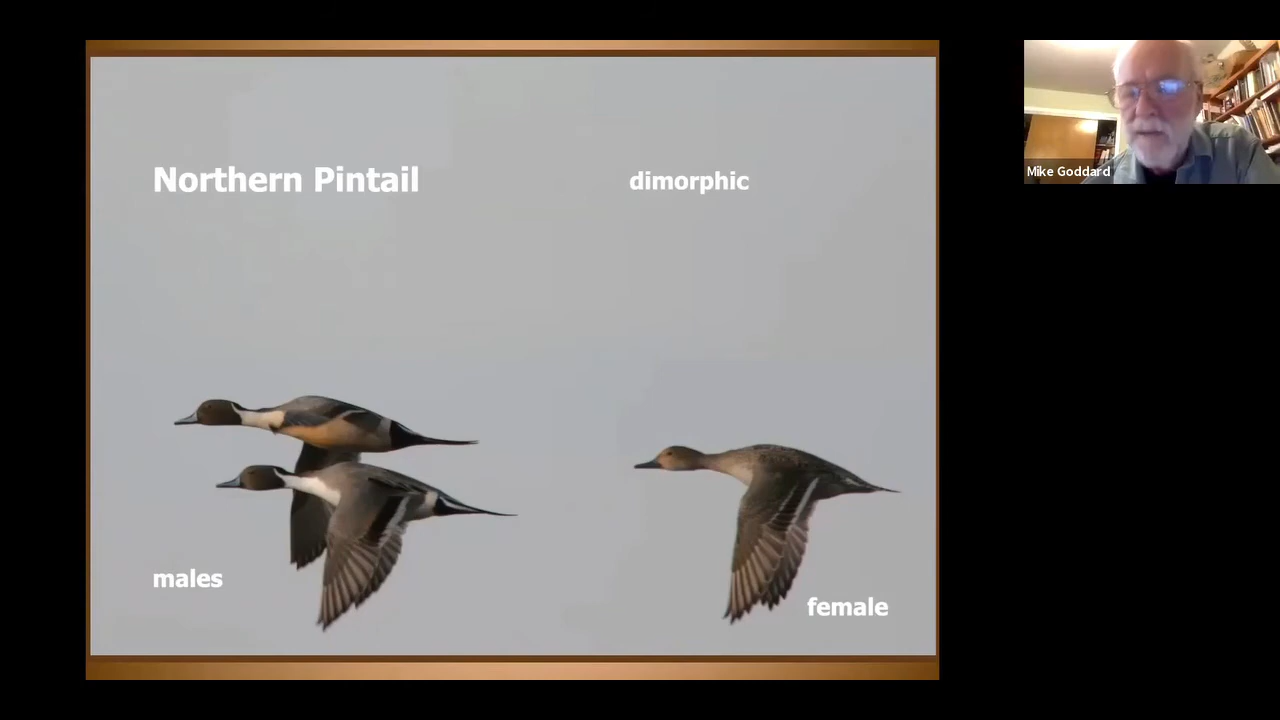 Northern Pintail
dimorphic
Mike Goddard
males
female